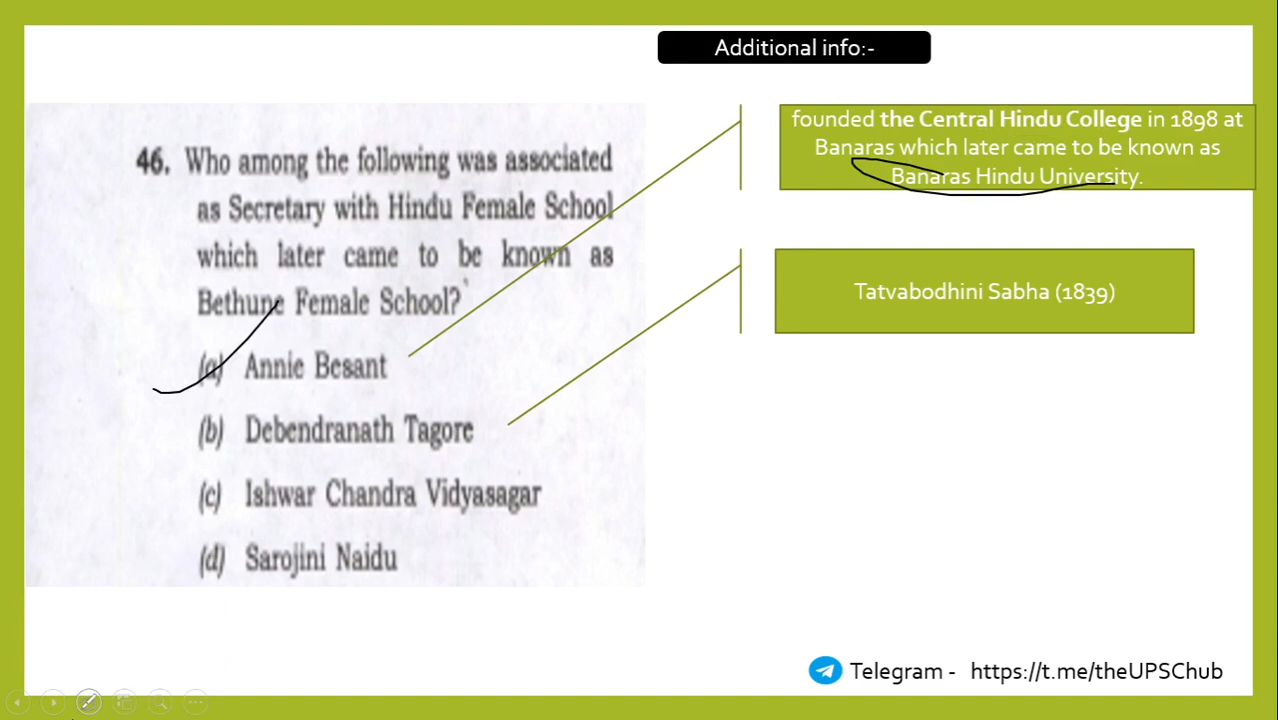 Additional info:-
founded the Central Hindu College in 1898 at
Banaras which later came to be known as
Banaras Hindu University.
46. Who among the following was associated
as Secretary with Hindu Female School
which later came to be known as
Bethune Female School?
(a) Annie Besant
(b) Debendranath Tagore
(c) Ishwar Chandra Vidyasagar
(d) Sarojini Naidu
Tatvabodhini Sabha (1839)
Telegram - https://t.me/theUPSChub